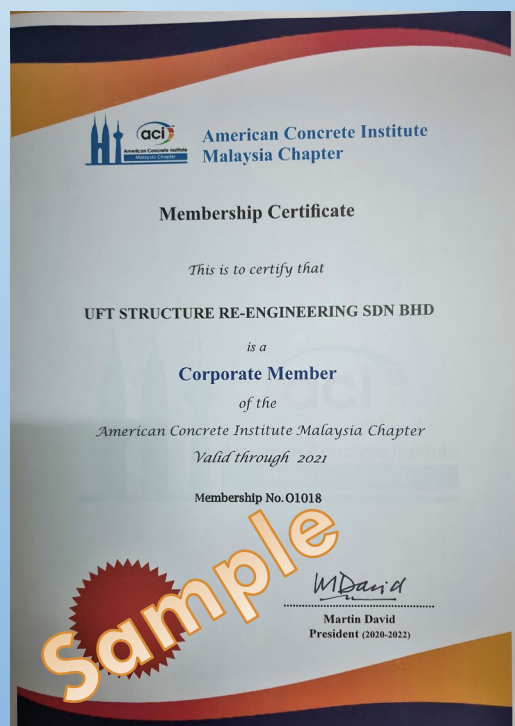 aci
American Concrete Institute
Malaysia Chapter
American Concrete Institute
Malaysia Chapter
Membership Certificate
This is to certify that
UFT STRUCTURE RE-ENGINEERING SDN BHD
is a
Corporate Member
of the
American Concrete Institute Malaysia Chapter
Valid through 2021
Membership No. O1018
Sample
MDavid
Martin David
President (2020-2022)